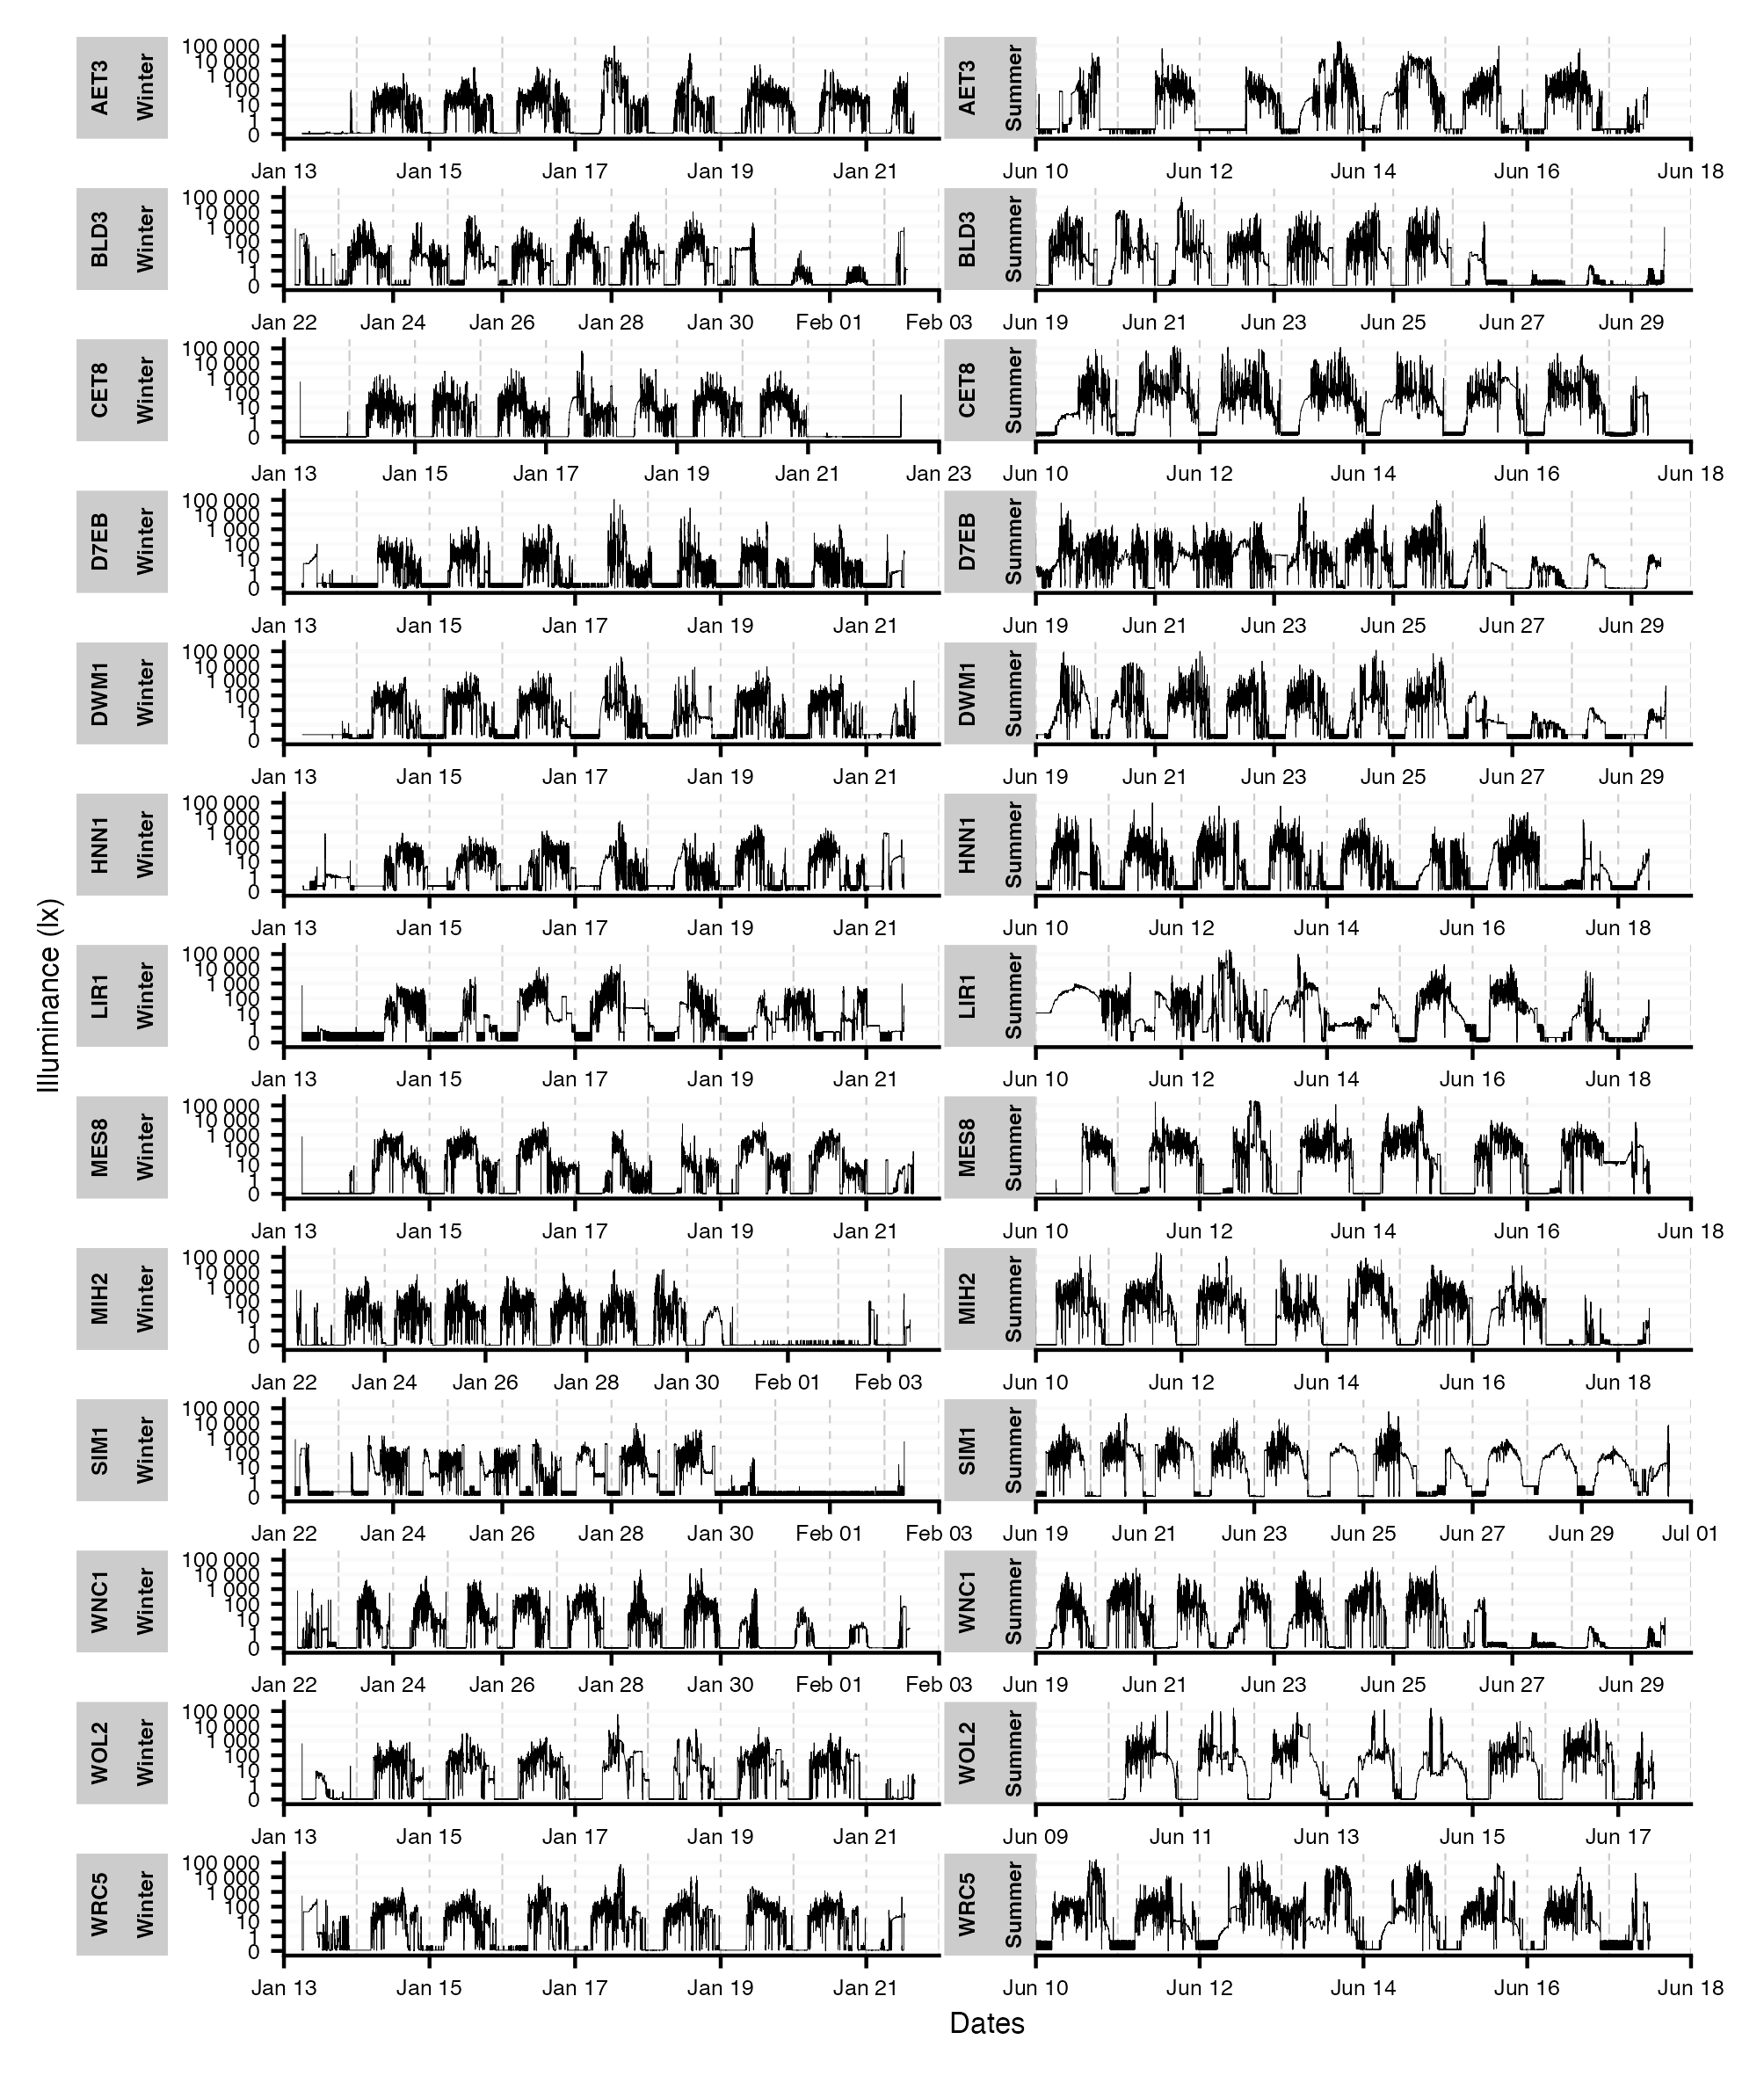 Illuminance (lx)
AET3
Winter
100 000
10 000
1 000
100
10
1
0
Jan 13 Jan 15 Jan 17 Jan 19 Jan 21
AET3
Summer
Jun 10 Jun 12 Jun 14 Jun 16 Jun 18
BLD3
Winter
100 000
10 000
1 000
100
10
1
0
Jan 22 Jan 24 Jan 26 Jan 28 Jan 30 Feb 01 Feb 03
BLD3
Summer
Jun 19 Jun 21 Jun 23 Jun 25 Jun 27 Jun 29
CET8
Winter
100 000
10 000
1 000
100
10
1
0
Jan 13 Jan 15 Jan 17 Jan 19 Jan 21 Jan 23
CET8
Summer
Jun 10 Jun 12 Jun 14 Jun 16 Jun 18
D7EB
Winter
100 000
10 000
1 000
100
10
1
0
Jan 13 Jan 15 Jan 17 Jan 19 Jan 21
D7EB
Summer
Jun 19 Jun 21 Jun 23 Jun 25 Jun 27 Jun 29
DWM1
Winter
100 000
10 000
1 000
100
10
1
0
Jan 13 Jan 15 Jan 17 Jan 19 Jan 21
DWM1
Summer
Jun 19 Jun 21 Jun 23 Jun 25 Jun 27 Jun 29
HNN1
Winter
100 000
10 000
1 000
100
10
1
0
Jan 13 Jan 15 Jan 17 Jan 19 Jan 21
HNN1
Summer
Jun 10 Jun 12 Jun 14 Jun 16 Jun 18
LIR1
Winter
100 000
10 000
1 000
100
10
1
0
Jan 13 Jan 15 Jan 17 Jan 19 Jan 21
LIR1
Summer
Jun 10 Jun 12 Jun 14 Jun 16 Jun 18
MES8
Winter
100 000
10 000
1 000
100
10
1
0
Jan 13 Jan 15 Jan 17 Jan 19 Jan 21
MES8
Summer
Jun 10 Jun 12 Jun 14 Jun 16 Jun 18
MIH2
Winter
100 000
10 000
1 000
100
10
1
0
Jan 22 Jan 24 Jan 26 Jan 28 Jan 30 Feb 01 Feb 03
MIH2
Summer
Jun 10 Jun 12 Jun 14 Jun 16 Jun 18
SIM1
Winter
100 000
10 000
1 000
100
10
1
0
Jan 22 Jan 24 Jan 26 Jan 28 Jan 30 Feb 01 Feb 03
SIM1
Summer
Jun 19 Jun 21 Jun 23 Jun 25 Jun 27 Jun 29 Jul 01
WNC1
Winter
100 000
10 000
1 000
100
10
1
0
Jan 22 Jan 24 Jan 26 Jan 28 Jan 30 Feb 01 Feb 03
WNC1
Summer
Jun 19 Jun 21 Jun 23 Jun 25 Jun 27 Jun 29
WOL2
Winter
100 000
10 000
1 000
100
10
1
0
Jan 13 Jan 15 Jan 17 Jan 19 Jan 21
WOL2
Summer
Jun 09 Jun 11 Jun 13 Jun 15 Jun 17
WRC5
Winter
100 000
10 000
1 000
100
10
1
0
Jan 13 Jan 15 Jan 17 Jan 19 Jan 21
WRC5
Summer
Jun 10 Jun 12 Jun 14 Jun 16 Jun 18
Dates